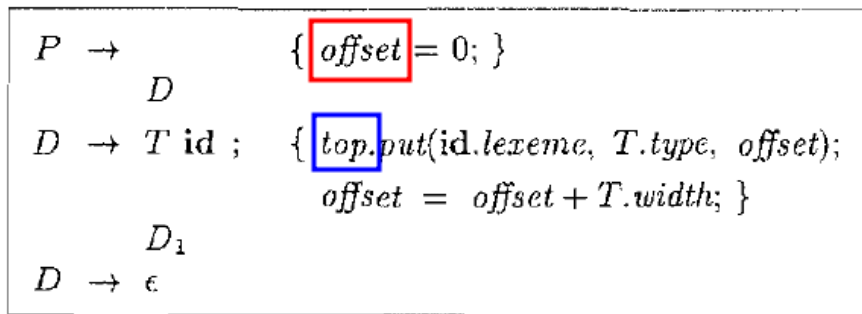 P → { offset = 0; }
D
D → T id ; { top.put(id.lexeme, T.type, offset);
offset = offset + T.width; }
D₁
D → ϵ